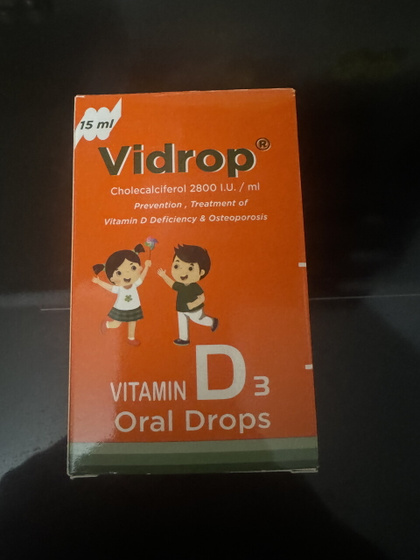 15 ml
Vidrop®
Cholecalciferol 2800 I.U. / ml
Prevention , Treatment of
Vitamin D Deficiency & Osteoporosis
VITAMIN D3
Oral Drops